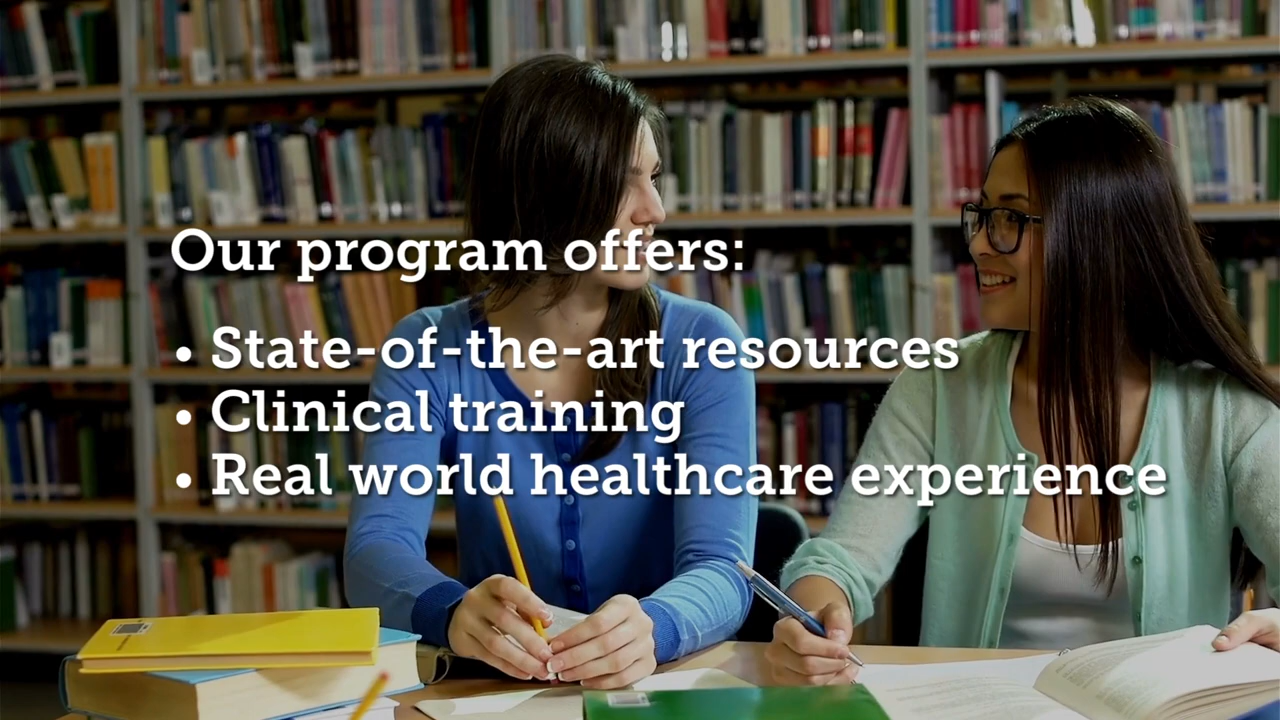 Our program offers:
• State-of-the-art resources
• Clinical training
• Real world healthcare experience